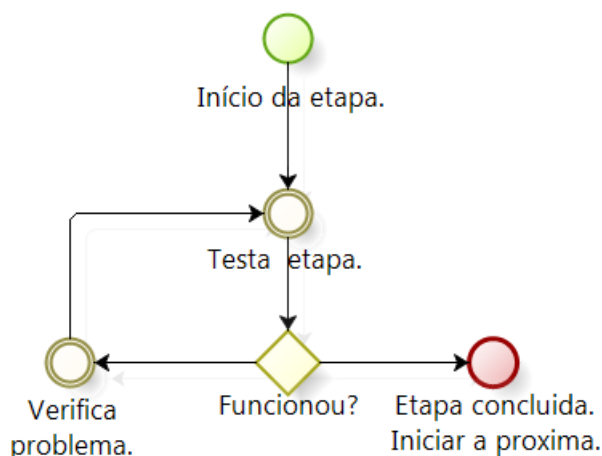 Início da etapa.
Testa etapa.
Funcionou?
Verifica
problema.
Etapa concluida.
Iniciar a proxima.